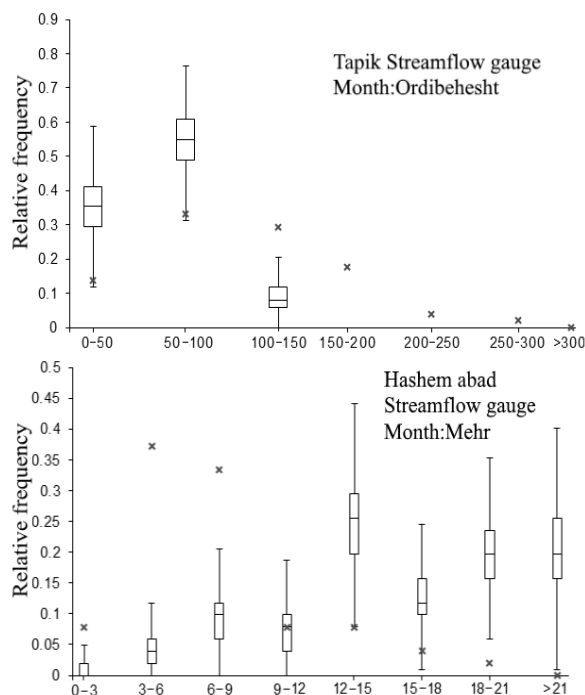 0.9
0.8
0.7
0.6
0.5
0.4
0.3
0.2
0.1
0
Relative frequency
Tapik Streamflow gauge
Month:Ordibehesht
0-50 50-100 100-150 150-200 200-250 250-300 >300
0.5
0.45
0.4
0.35
0.3
0.25
0.2
0.15
0.1
0.05
0
Relative frequency
Hashem abad
Streamflow gauge
Month:Mehr
0-3 3-6 6-9 9-12 12-15 15-18 18-21 >21